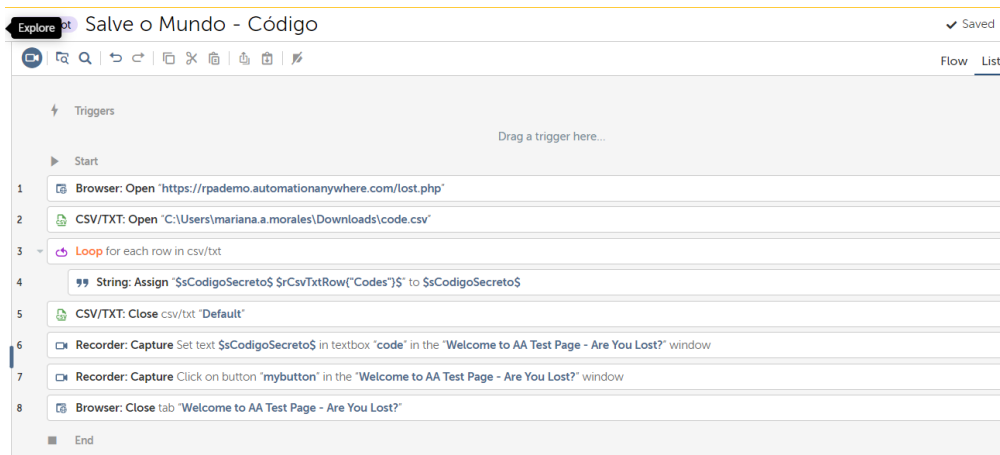 Explore ot Salve o Mundo - Código Saved
Flow List
Triggers
Drag a trigger here...
Start
1 Browser: Open "https://rpademo.automationanywhere.com/lost.php"
2 CSV/TXT: Open "C:\Users\mariana.a.morales\Downloads\code.csv"
3 Loop for each row in csv/txt
4 String: Assign "$sCodigoSecreto$ $rCsvTxtRow{"Codes"}$" to $sCodigoSecreto$
5 CSV/TXT: Close csv/txt "Default"
6 Recorder: Capture Set text $sCodigoSecreto$ in textbox "code" in the "Welcome to AA Test Page - Are You Lost?" window
7 Recorder: Capture Click on button "mybutton" in the "Welcome to AA Test Page - Are You Lost?" window
8 Browser: Close tab "Welcome to AA Test Page - Are You Lost?"
End